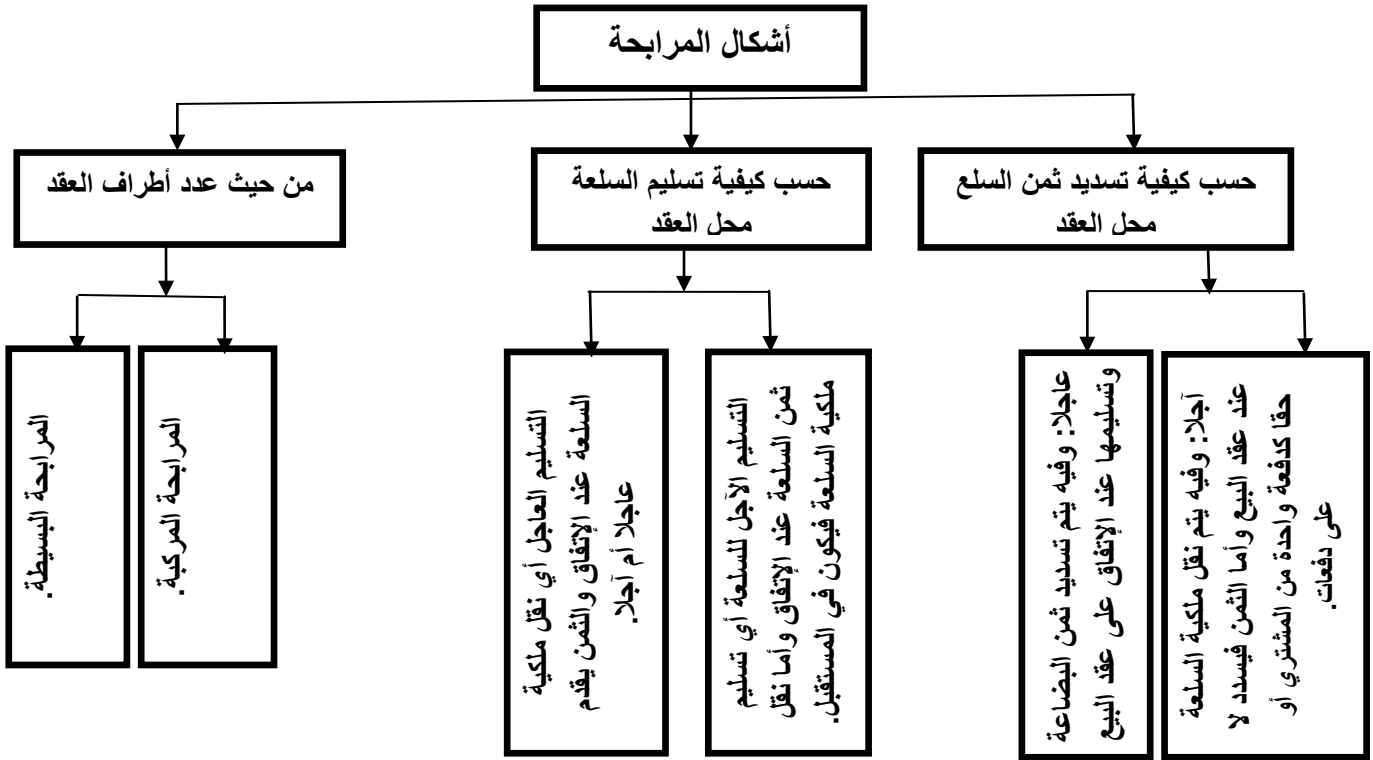 أشكال المرابحة
حسب كيفية تسديد ثمن السلع
محل العقد
حسب كيفية تسليم السلعة
محل العقد
من حيث عدد أطراف العقد
آجلا: وفيه يتم نقل ملكية السلعة
عند عقد البيع وأما الثمن فيسدد لا
حقا كدفعة واحدة من المشتري أو
على دفعات.
عاجلا: وفيه يتم تسديد ثمن البضاعة
وتسليمها عند الإتفاق على عقد البيع
التسليم الآجل للسلعة أي تسليم
ثمن السلعة عند الإتفاق وأما نقل
ملكية السلعة فيكون في المستقبل.
التسليم العاجل أي نقل ملكية
السلعة عند الإتفاق والثمن يقدم
عاجلا أم آجلا.
المرابحة المركبة.
المرابحة البسيطة.